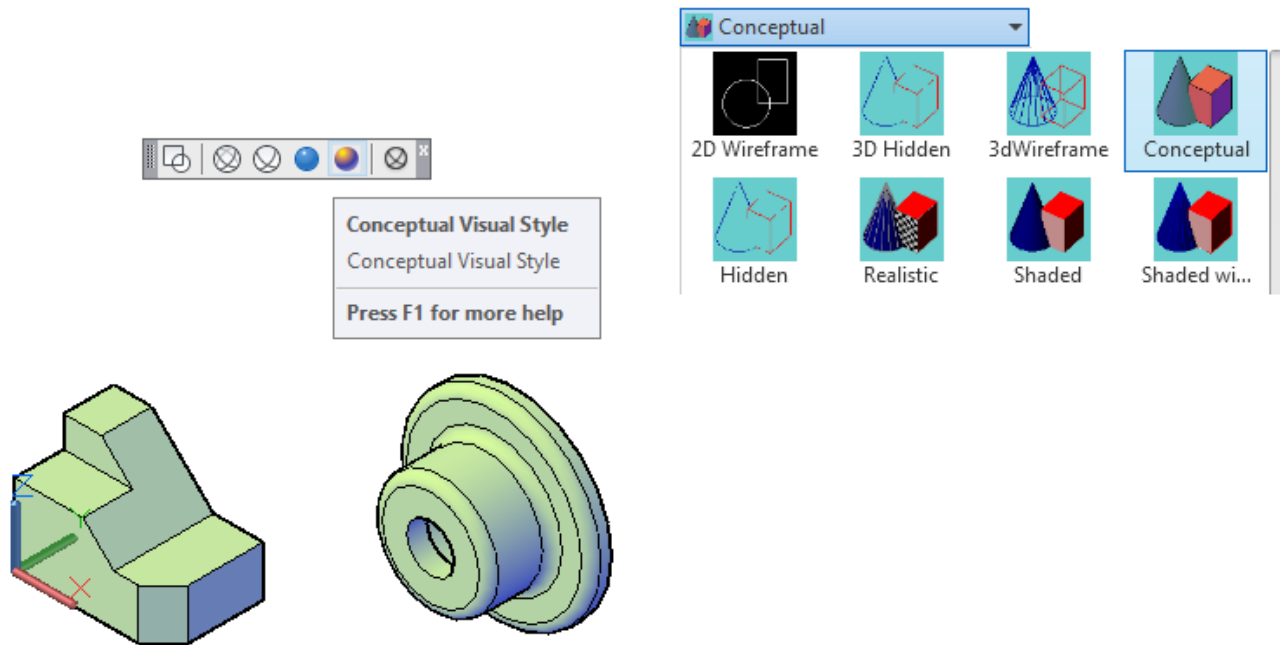 Conceptual
2D Wireframe
3D Hidden
3dWireframe
Conceptual
Hidden
Realistic
Shaded
Shaded wi...
Conceptual Visual Style
Conceptual Visual Style
Press F1 for more help
Z
Y
X